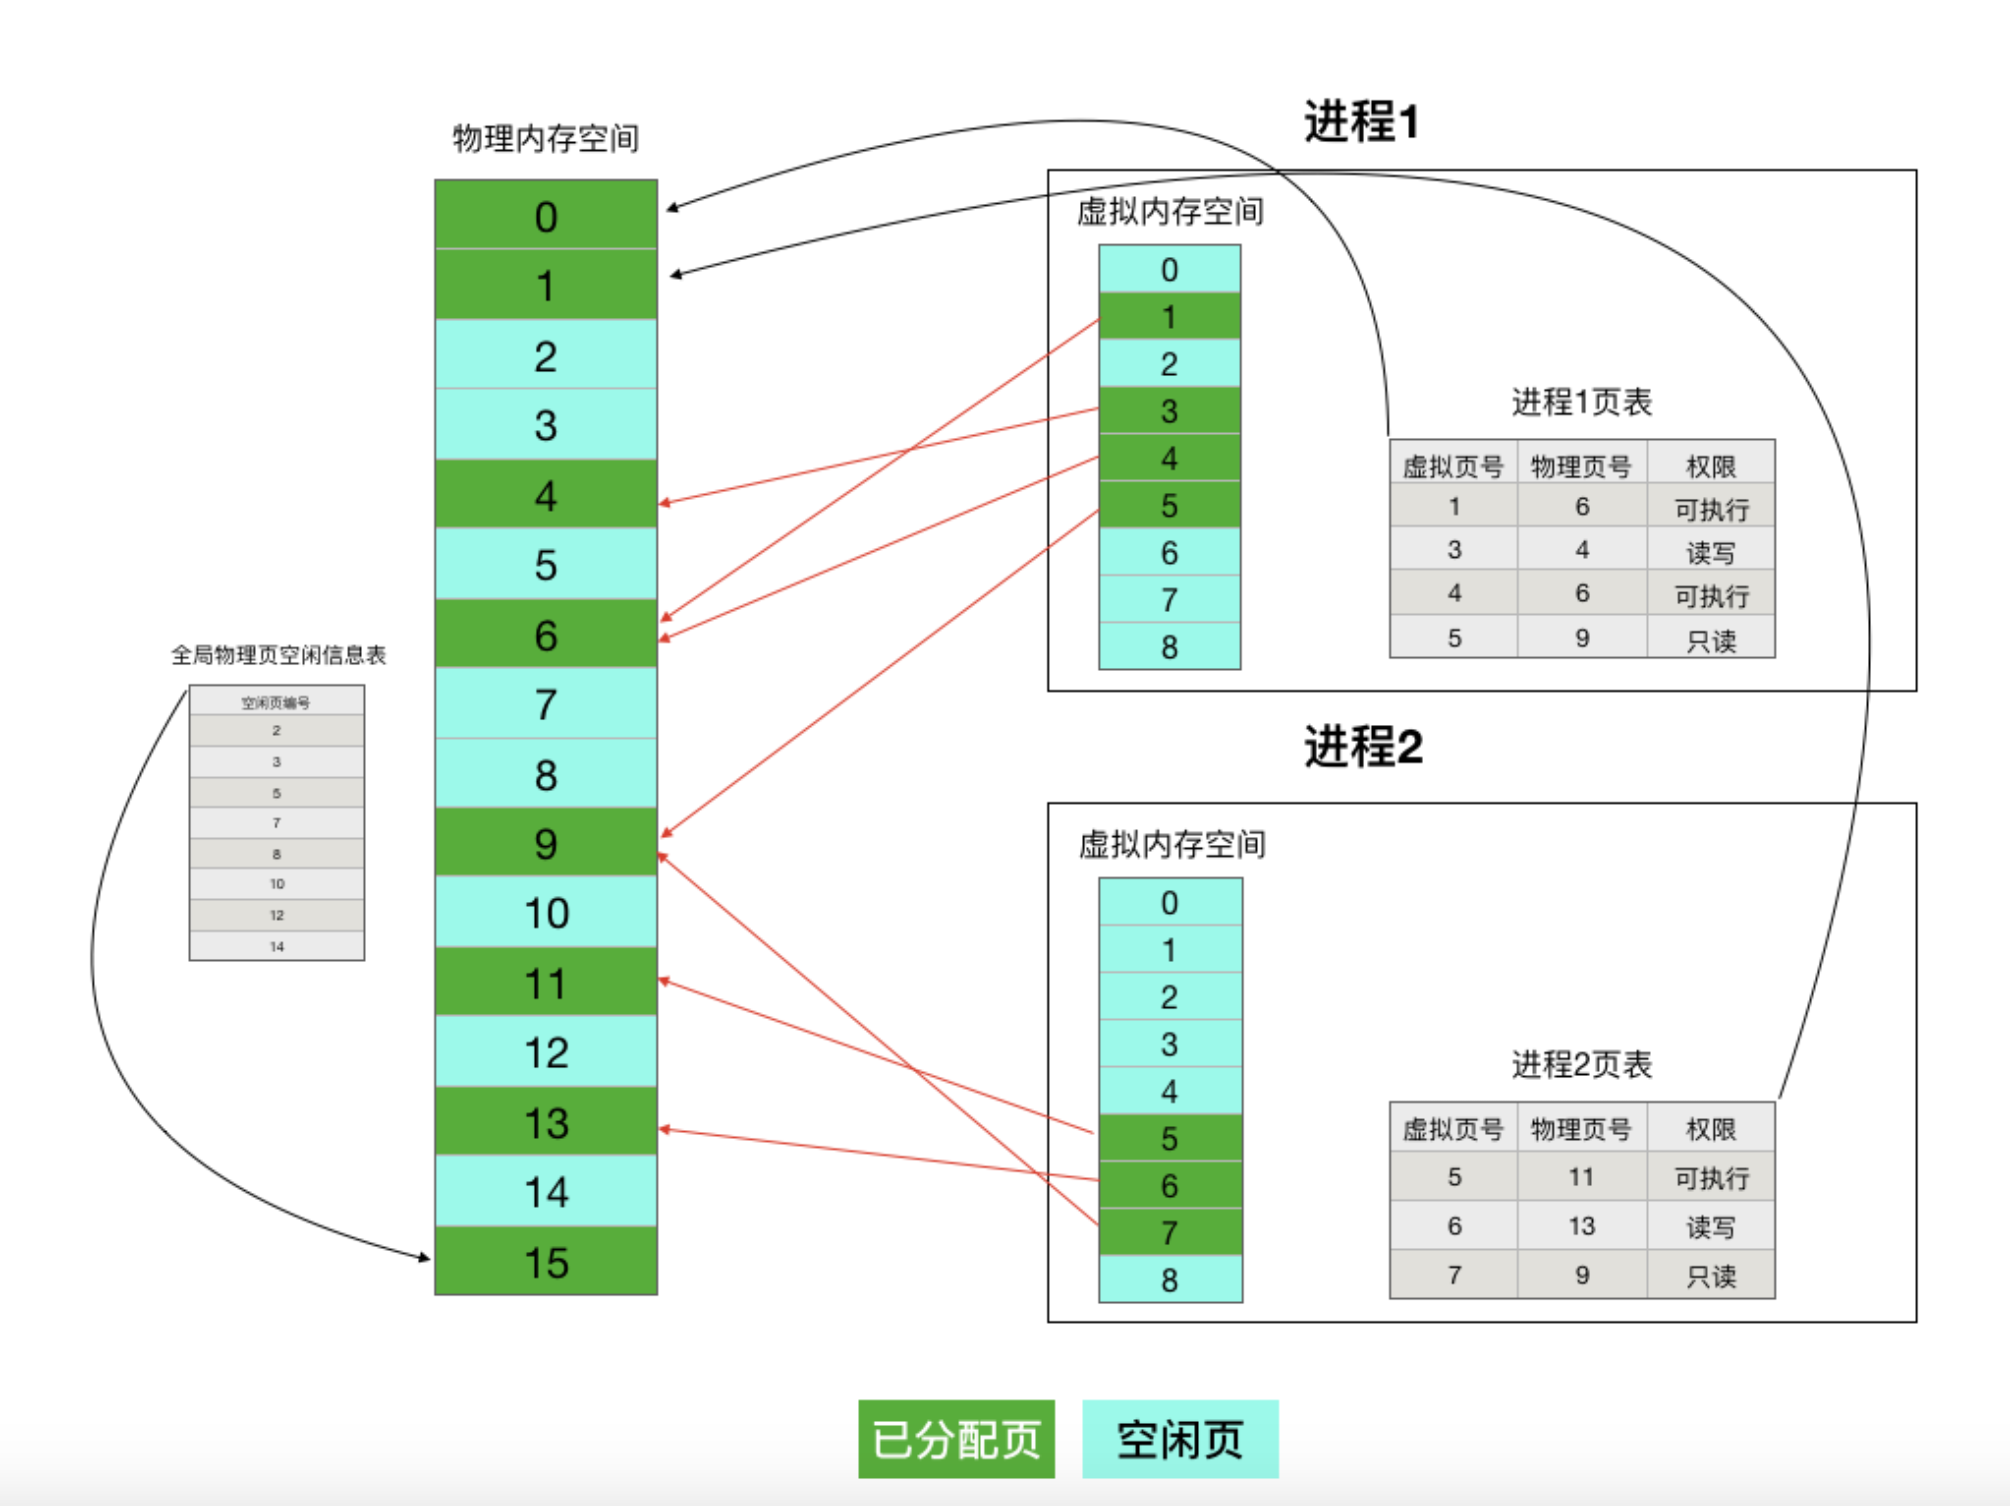 进程1
物理内存空间
0
1
2
3
4
5
6
7
8
9
10
11
12
13
14
15
全局物理页空闲信息表
空闲页编号
2
3
5
7
8
10
12
14
虚拟内存空间
0
1
2
3
4
5
6
7
8
进程1页表
虚拟页号 物理页号 权限
1 6 可执行
3 4 读写
4 6 可执行
5 9 只读
进程2
虚拟内存空间
0
1
2
3
4
5
6
7
8
进程2页表
虚拟页号 物理页号 权限
5 11 可执行
6 13 读写
7 9 只读
已分配页
空闲页